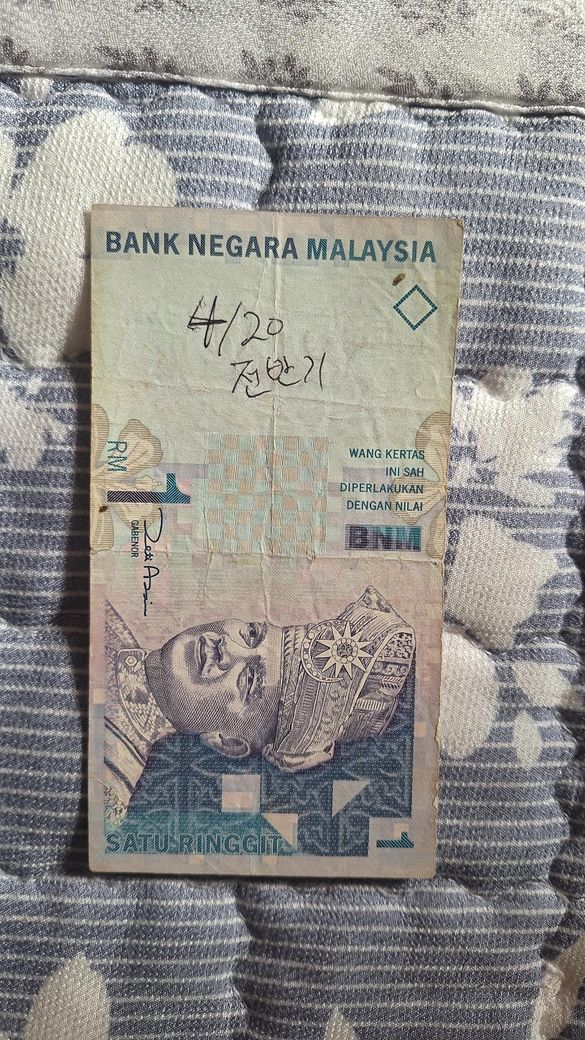 BANK NEGARA MALAYSIA
4/20
전반기
RM1
WANG KERTAS
INI SAH
DIPERLAKUKAN
DENGAN NILAI
BNM
GABENOR
SATU RINGGIT
1